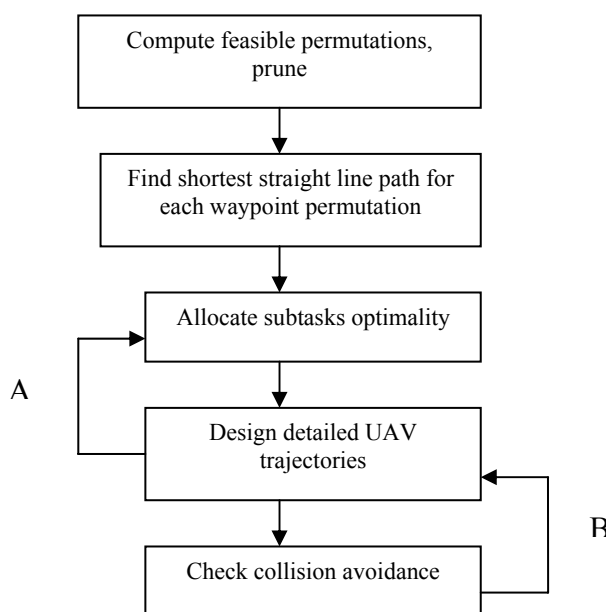 Compute feasible permutations,
prune
Find shortest straight line path for
each waypoint permutation
Allocate subtasks optimality
A
Design detailed UAV
trajectories
B
Check collision avoidance